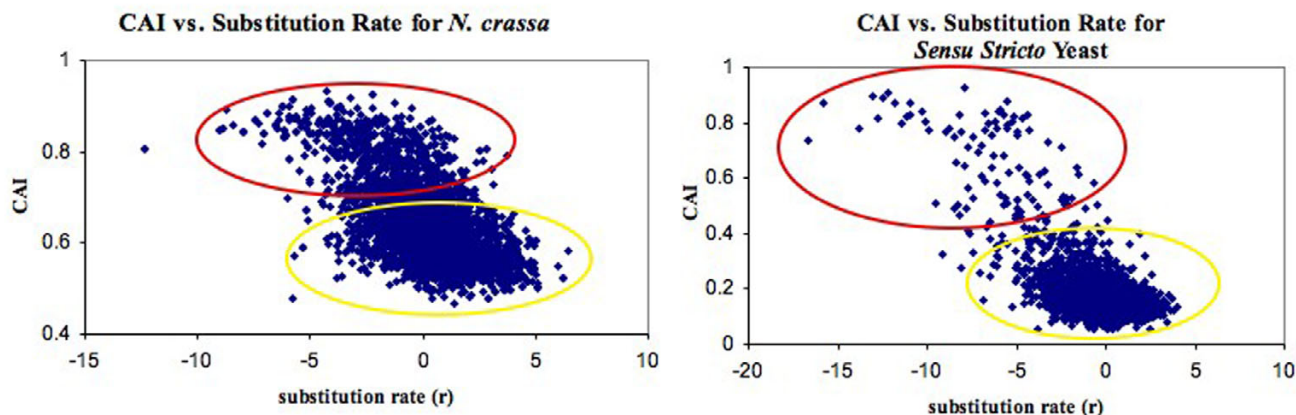 CAI vs. Substitution Rate for N. crassa
1
0.8
0.6
0.4
CAI
-15 -10 -5 0 5 10
substitution rate (r)
CAI vs. Substitution Rate for
Sensu Stricto Yeast
1
0.8
0.6
0.4
0.2
0
CAI
-20 -15 -10 -5 0 5 10
substitution rate (r)